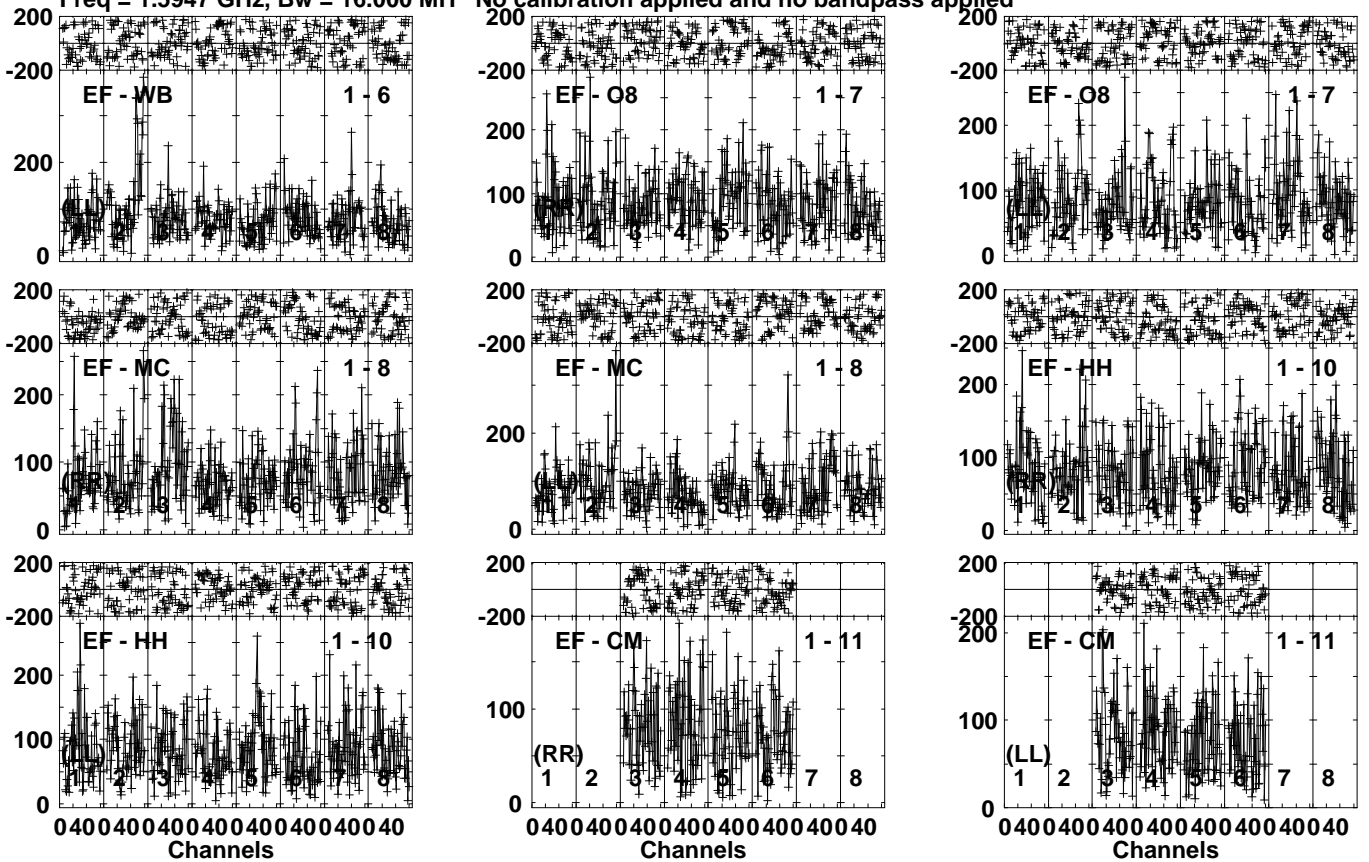 Freq = 1.5947 GHz, Bw = 16.000 MH No calibration applied and no bandpass applied
200 200 200
-200 -200 -200
EF - WB 1 - 6 EF - O8 1 - 7 EF - O8 1 - 7
200 200 200
200 100 100
(LL) (RR) (LL)
1 2 3 4 5 6 7 8 1 2 3 4 5 6 7 8 1 2 3 4 5 6 7 8
0 0 0
200 200 200
-200 -200 -200
EF - MC 1 - 8 EF - MC 1 - 8 EF - HH 1 - 10
200 200 200
100 100
(RR) (LL) (RR)
1 2 3 4 5 6 7 8 1 2 3 4 5 6 7 8 1 2 3 4 5 6 7 8
0 0 0
200 200 200
-200 -200 -200
EF - HH 1 - 10 EF - CM 1 - 11 EF - CM 1 - 11
200 200
100 100 100
(LL) (RR) (LL)
1 2 3 4 5 6 7 8 1 2 3 4 5 6 7 8 1 2 3 4 5 6 7 8
0 0 0
0 40 0 40 0 40 0 40 0 40 0 40 0 40 0 40 0 40 0 40 0 40 0 40 0 40 0 40 0 40 0 40 0 40 0 40 0 40 0 40 0 40 0 40 0 40 0 40
Channels Channels Channels